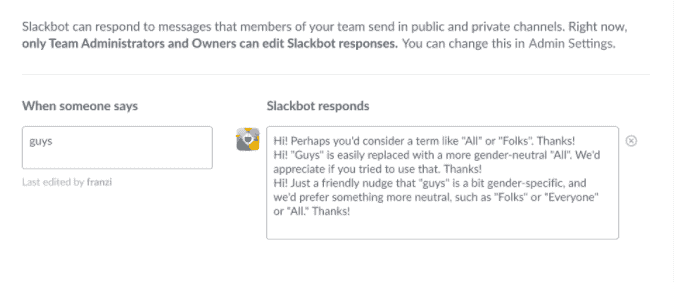 Slackbot can respond to messages that members of your team send in public and private channels. Right now,
only Team Administrators and Owners can edit Slackbot responses. You can change this in Admin Settings.
When someone says
Slackbot responds
guys
Hi! Perhaps you'd consider a term like "All" or "Folks". Thanks!
Hi! "Guys" is easily replaced with a more gender-neutral "All". We'd
appreciate if you tried to use that. Thanks!
Hi! Just a friendly nudge that "guys" is a bit gender-specific, and
we'd prefer something more neutral, such as "Folks" or "Everyone"
or "All." Thanks!
Last edited by franzi